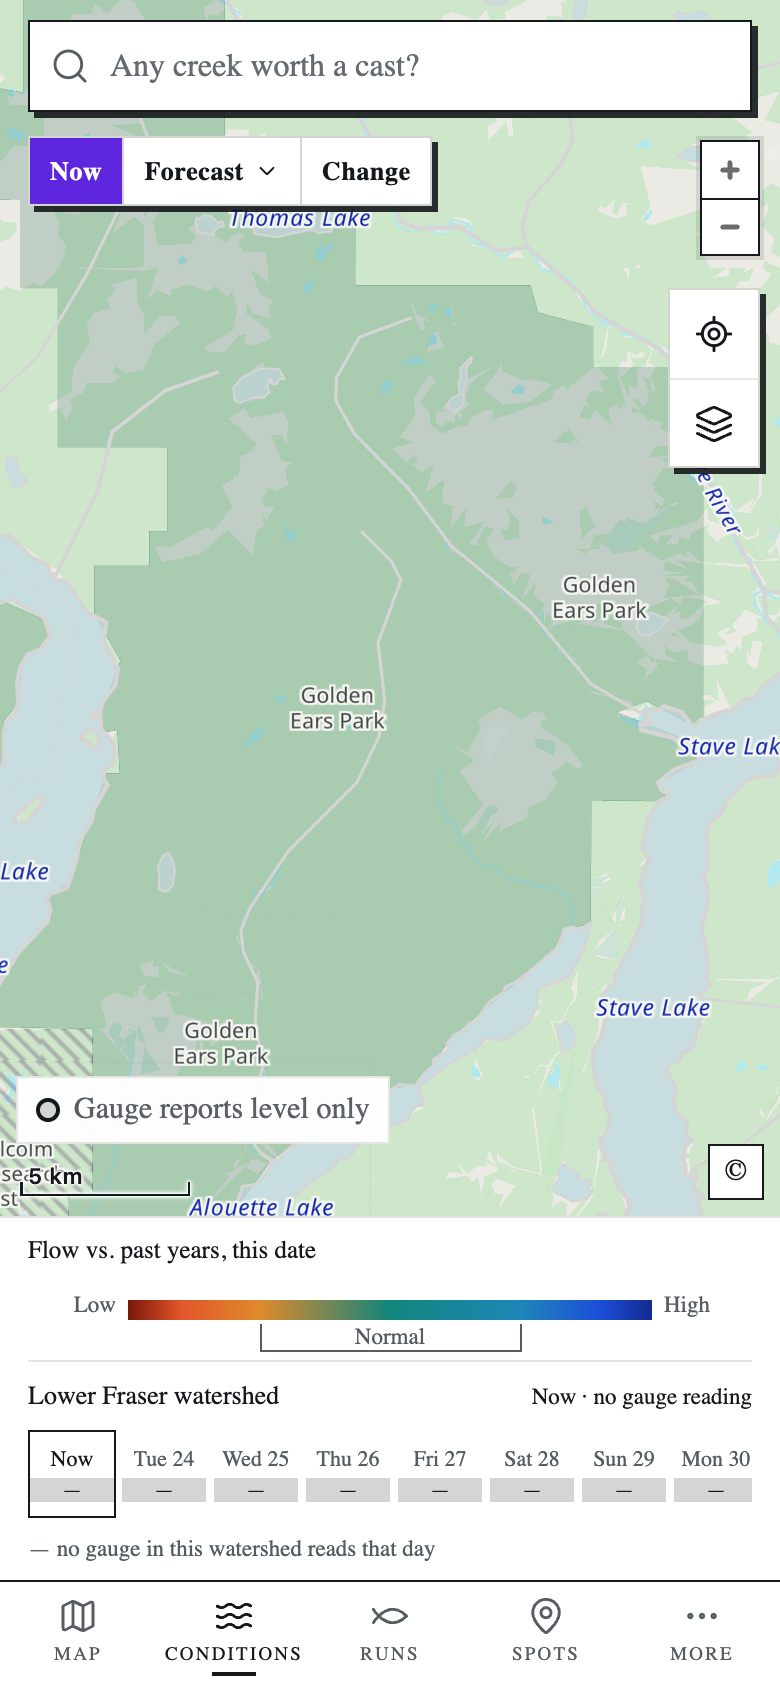 Any creek worth a cast?
Now
Forecast
Change
Thomas Lake
+
−
e River
Golden
Ears Park
Golden
Ears Park
Stave Lak
Lake
e
Stave Lake
Golden
Ears Park
Gauge reports level only
lcolm
search
st
5 km
©
Alouette Lake
Flow vs. past years, this date
Low
High
Normal
Lower Fraser watershed
Now · no gauge reading
Now
Tue 24
Wed 25
Thu 26
Fri 27
Sat 28
Sun 29
Mon 30
— — — — — — — —
— no gauge in this watershed reads that day
MAP
CONDITIONS
RUNS
SPOTS
MORE